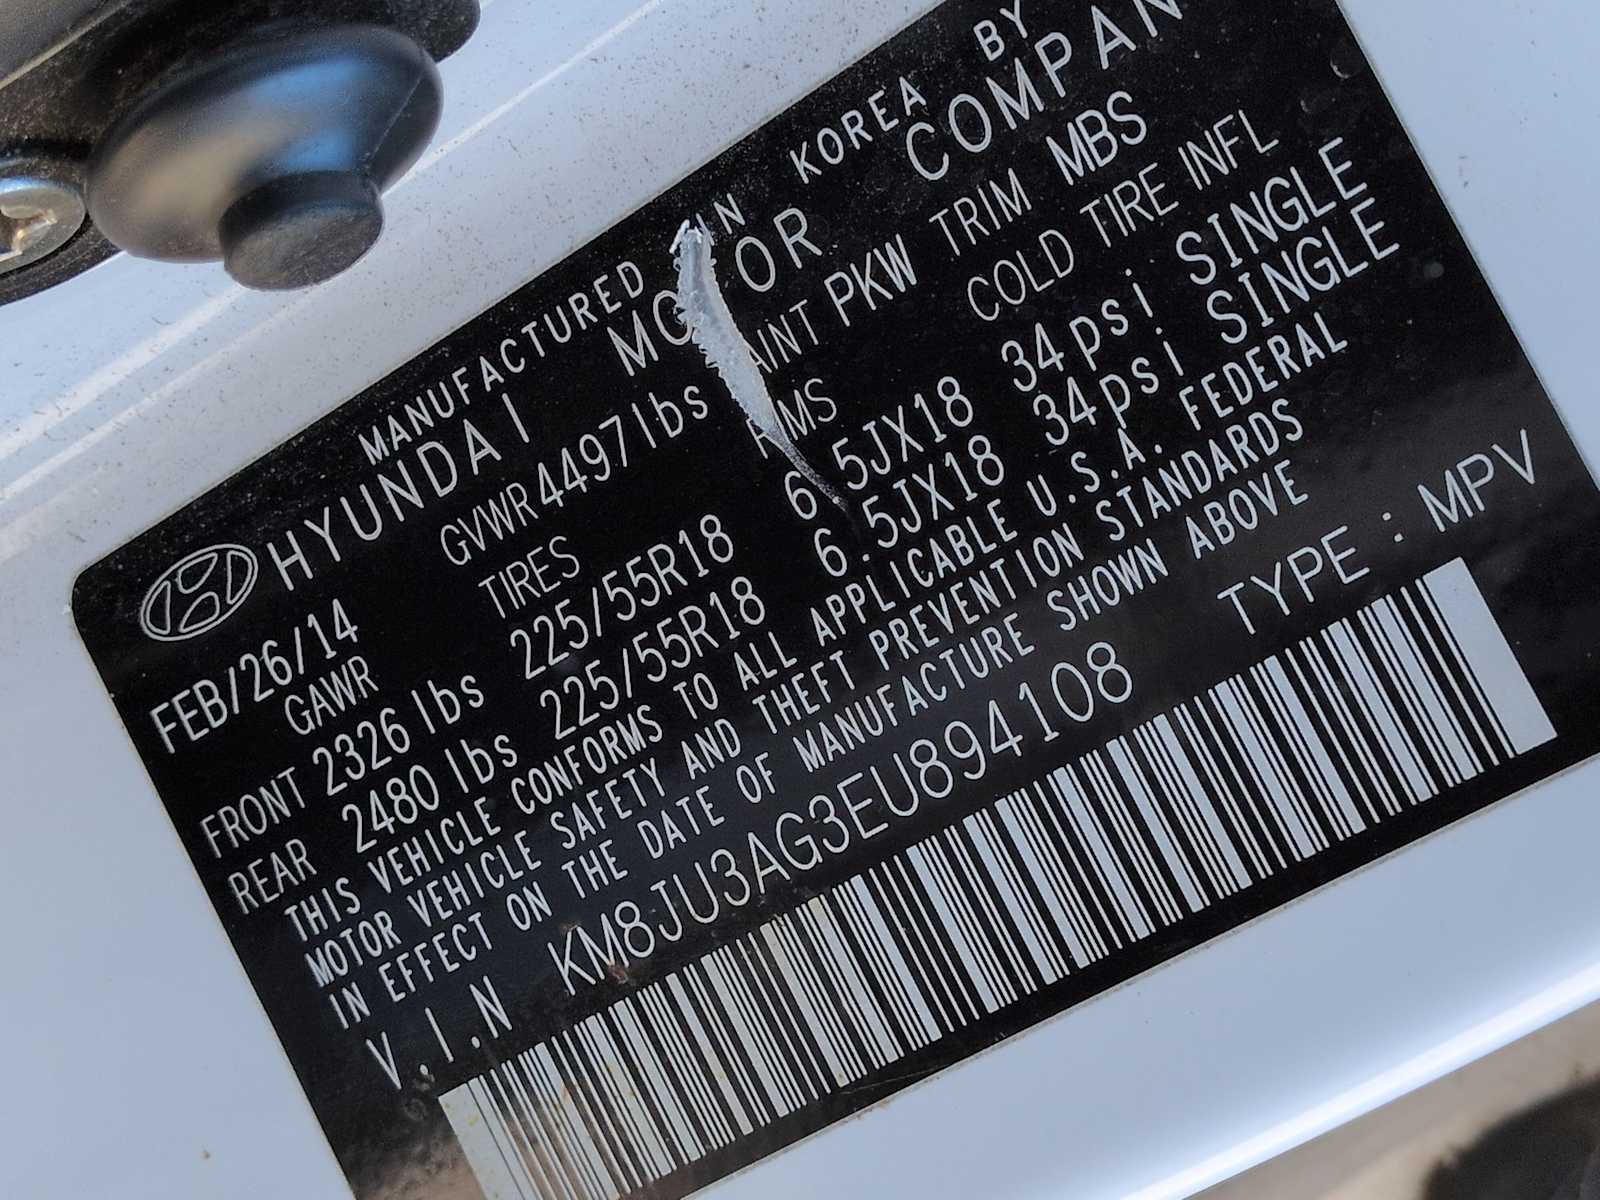 MANUFACTURED IN KOREA BY
HYUNDAI MOTOR COMPAN
FEB/26/14 GVWR 4497lbs AINT PKW TRIM MBS
GAWR TIRES RIMS COLD TIRE INFL
FRONT 2326 lbs 225/55R18 6.5JX18 34psi SINGLE
REAR 2480 lbs 225/55R18 6.5JX18 34psi SINGLE
THIS VEHICLE CONFORMS TO ALL APPLICABLE U.S.A. FEDERAL
MOTOR VEHICLE SAFETY AND THEFT PREVENTION STANDARDS
IN EFFECT ON THE DATE OF MANUFACTURE SHOWN ABOVE
V.I.N KM8JU3AG3EU894108 TYPE : MPV